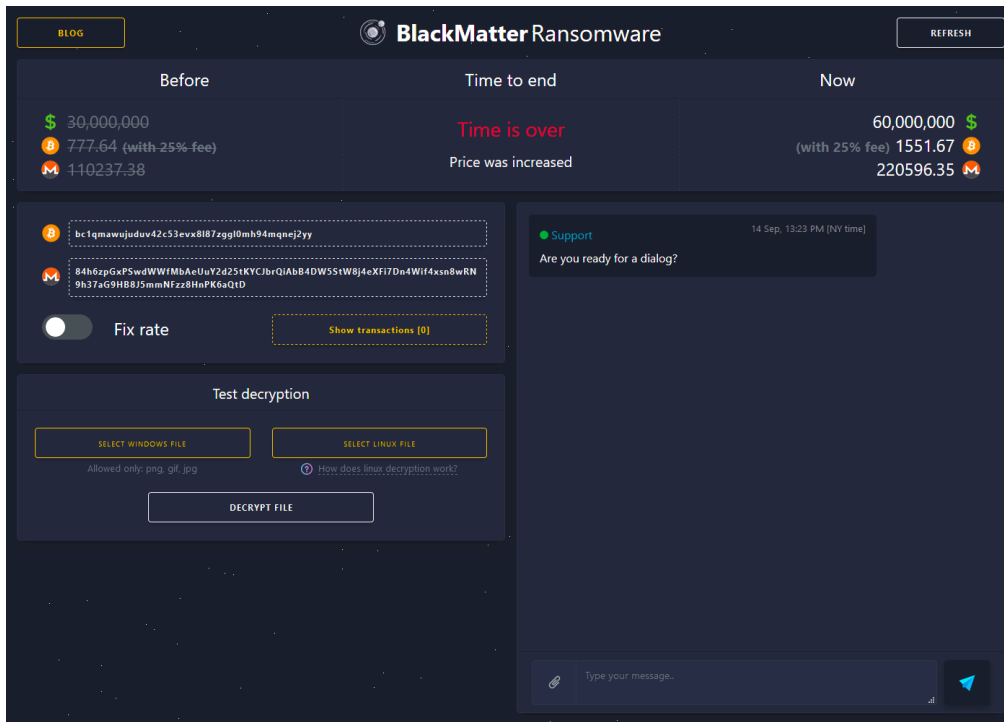 BLOG
BlackMatter Ransomware
REFRESH
Before
Time to end
Now
$ 30,000,000
777.64 (with 25% fee)
110237.38
Time is over
Price was increased
60,000,000 $
(with 25% fee) 1551.67
220596.35
bc1qmawujuduv42c53evx8l87zggl0mh94mqnej2yy
84h6zpGxPSwdWWfMbAeUuY2d25tKYCJbrQiAbB4DW5StW8j4eXFi7Dn4Wif4xsn8wRN
9h37aG9HB8J5mmNFzz8HnPK6aQtD
Fix rate
Show transactions [0]
Test decryption
SELECT WINDOWS FILE
SELECT LINUX FILE
Allowed only: png, gif, jpg
? How does linux decryption work?
DECRYPT FILE
Support
14 Sep, 13:23 PM [NY time]
Are you ready for a dialog?
Type your message..